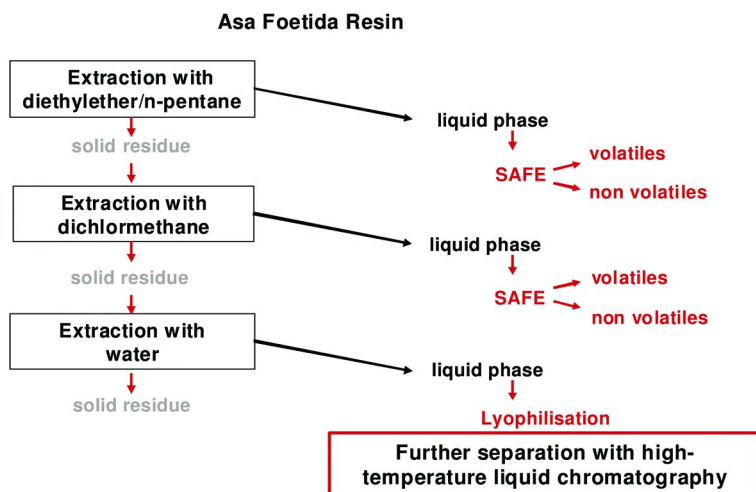 Asa Foetida Resin
Extraction with
diethylether/n-pentane
liquid phase
solid residue
SAFE
volatiles
non volatiles
Extraction with
dichlormethane
liquid phase
solid residue
SAFE
volatiles
non volatiles
Extraction with
water
liquid phase
solid residue
Lyophilisation
Further separation with high-
temperature liquid chromatography